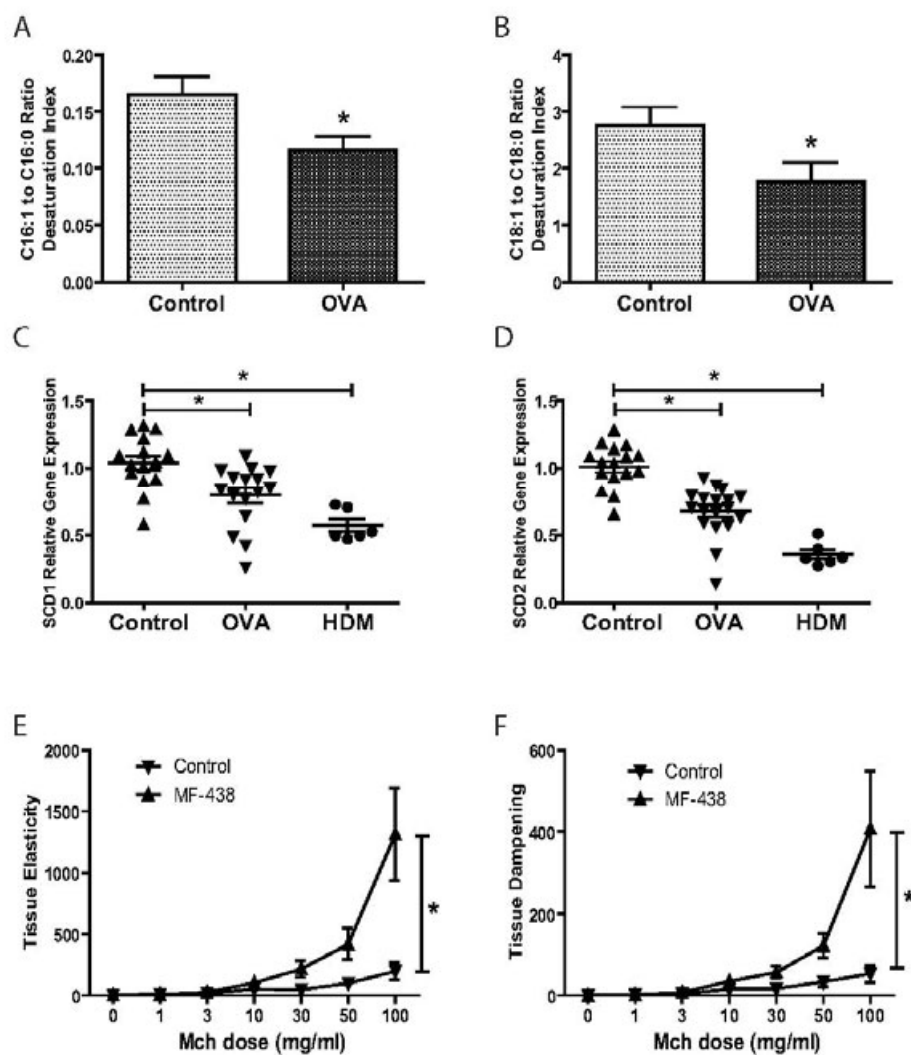 A
C16:1 to C16:0 Ratio
Desaturation Index
0.20
0.15
0.10
0.05
0.00
*
Control
OVA
B
C18:1 to C18:0 Ratio
Desaturation Index
4
3
2
1
0
*
Control
OVA
C
SCD1 Relative Gene Expression
1.5
1.0
0.5
0.0
*
*
Control
OVA
HDM
D
SCD2 Relative Gene Expression
1.5
1.0
0.5
0.0
*
*
Control
OVA
HDM
E
Tissue Elasticity
2000
1500
1000
500
0
Control
MF-438
*
0 1 3 10 30 50 100
Mch dose (mg/ml)
F
Tissue Dampening
600
400
200
0
Control
MF-438
*
0 1 3 10 30 50 100
Mch dose (mg/ml)